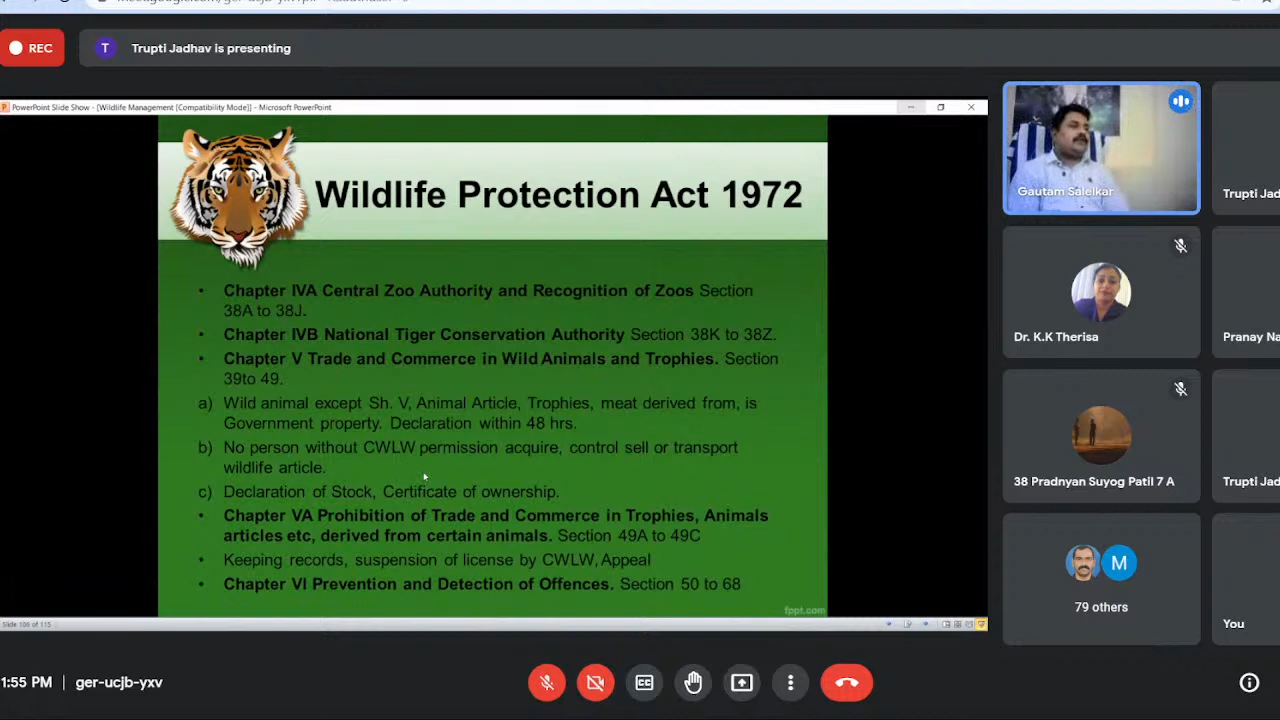 REC
T
Trupti Jadhav is presenting
P PowerPoint Slide Show - [Wildlife Management [Compatibility Mode]] - Microsoft PowerPoint
Wildlife Protection Act 1972
• Chapter IVA Central Zoo Authority and Recognition of Zoos Section
38A to 38J.
• Chapter IVB National Tiger Conservation Authority Section 38K to 38Z.
• Chapter V Trade and Commerce in Wild Animals and Trophies. Section
39to 49.
a) Wild animal except Sh. V, Animal Article, Trophies, meat derived from, is
Government property. Declaration within 48 hrs.
b) No person without CWLW permission acquire, control sell or transport
wildlife article.
c) Declaration of Stock, Certificate of ownership.
• Chapter VA Prohibition of Trade and Commerce in Trophies, Animals
articles etc, derived from certain animals. Section 49A to 49C
• Keeping records, suspension of license by CWLW, Appeal
• Chapter VI Prevention and Detection of Offences. Section 50 to 68
fppt.com
Slide 106 of 115
Gautam Salelkar
Trupti Jad
Dr. K.K Therisa
Pranay Na
38 Pradnyan Suyog Patil 7 A
Trupti Jad
M
79 others
You
1:55 PM | ger-ucjb-yxv